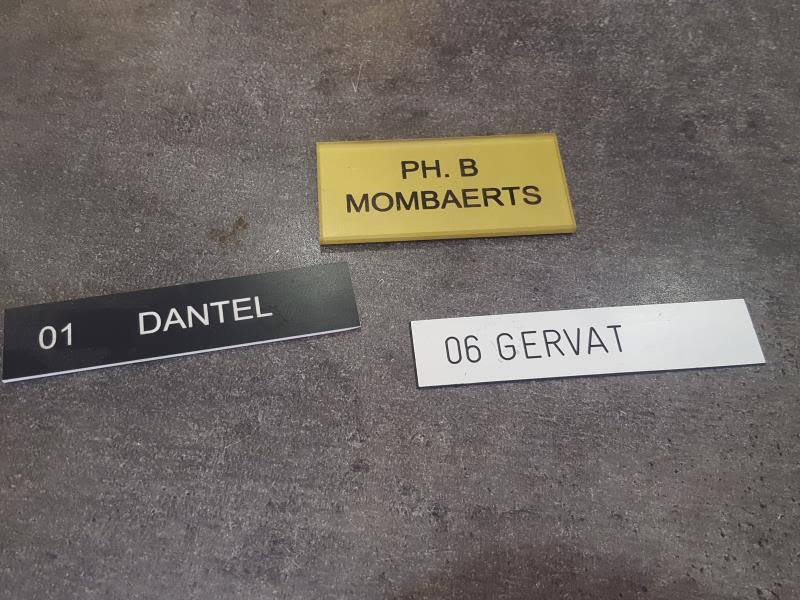 PH. B
MOMBAERTS
01 DANTEL
06 GERVAT